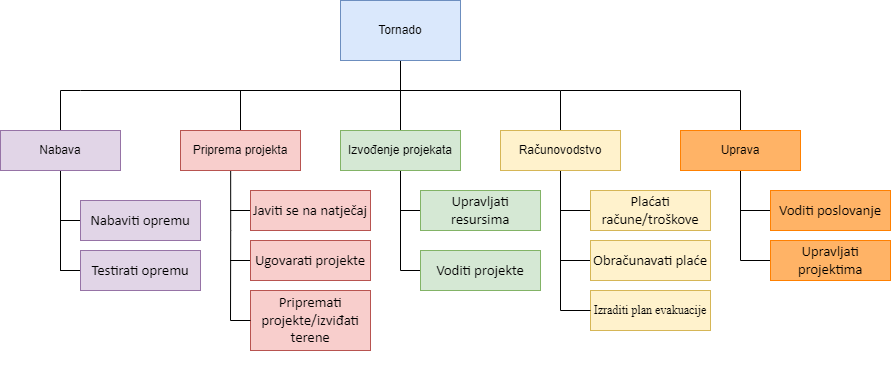 Tornado
Nabava
Priprema projekta
Izvođenje projekata
Računovodstvo
Uprava
Nabaviti opremu
Testirati opremu
Javiti se na natječaj
Ugovarati projekte
Pripremati
projekte/izviđati
terene
Upravljati
resursima
Voditi projekte
Plaćati
račune/troškove
Obračunavati plaće
Izraditi plan evakuacije
Voditi poslovanje
Upravljati
projektima